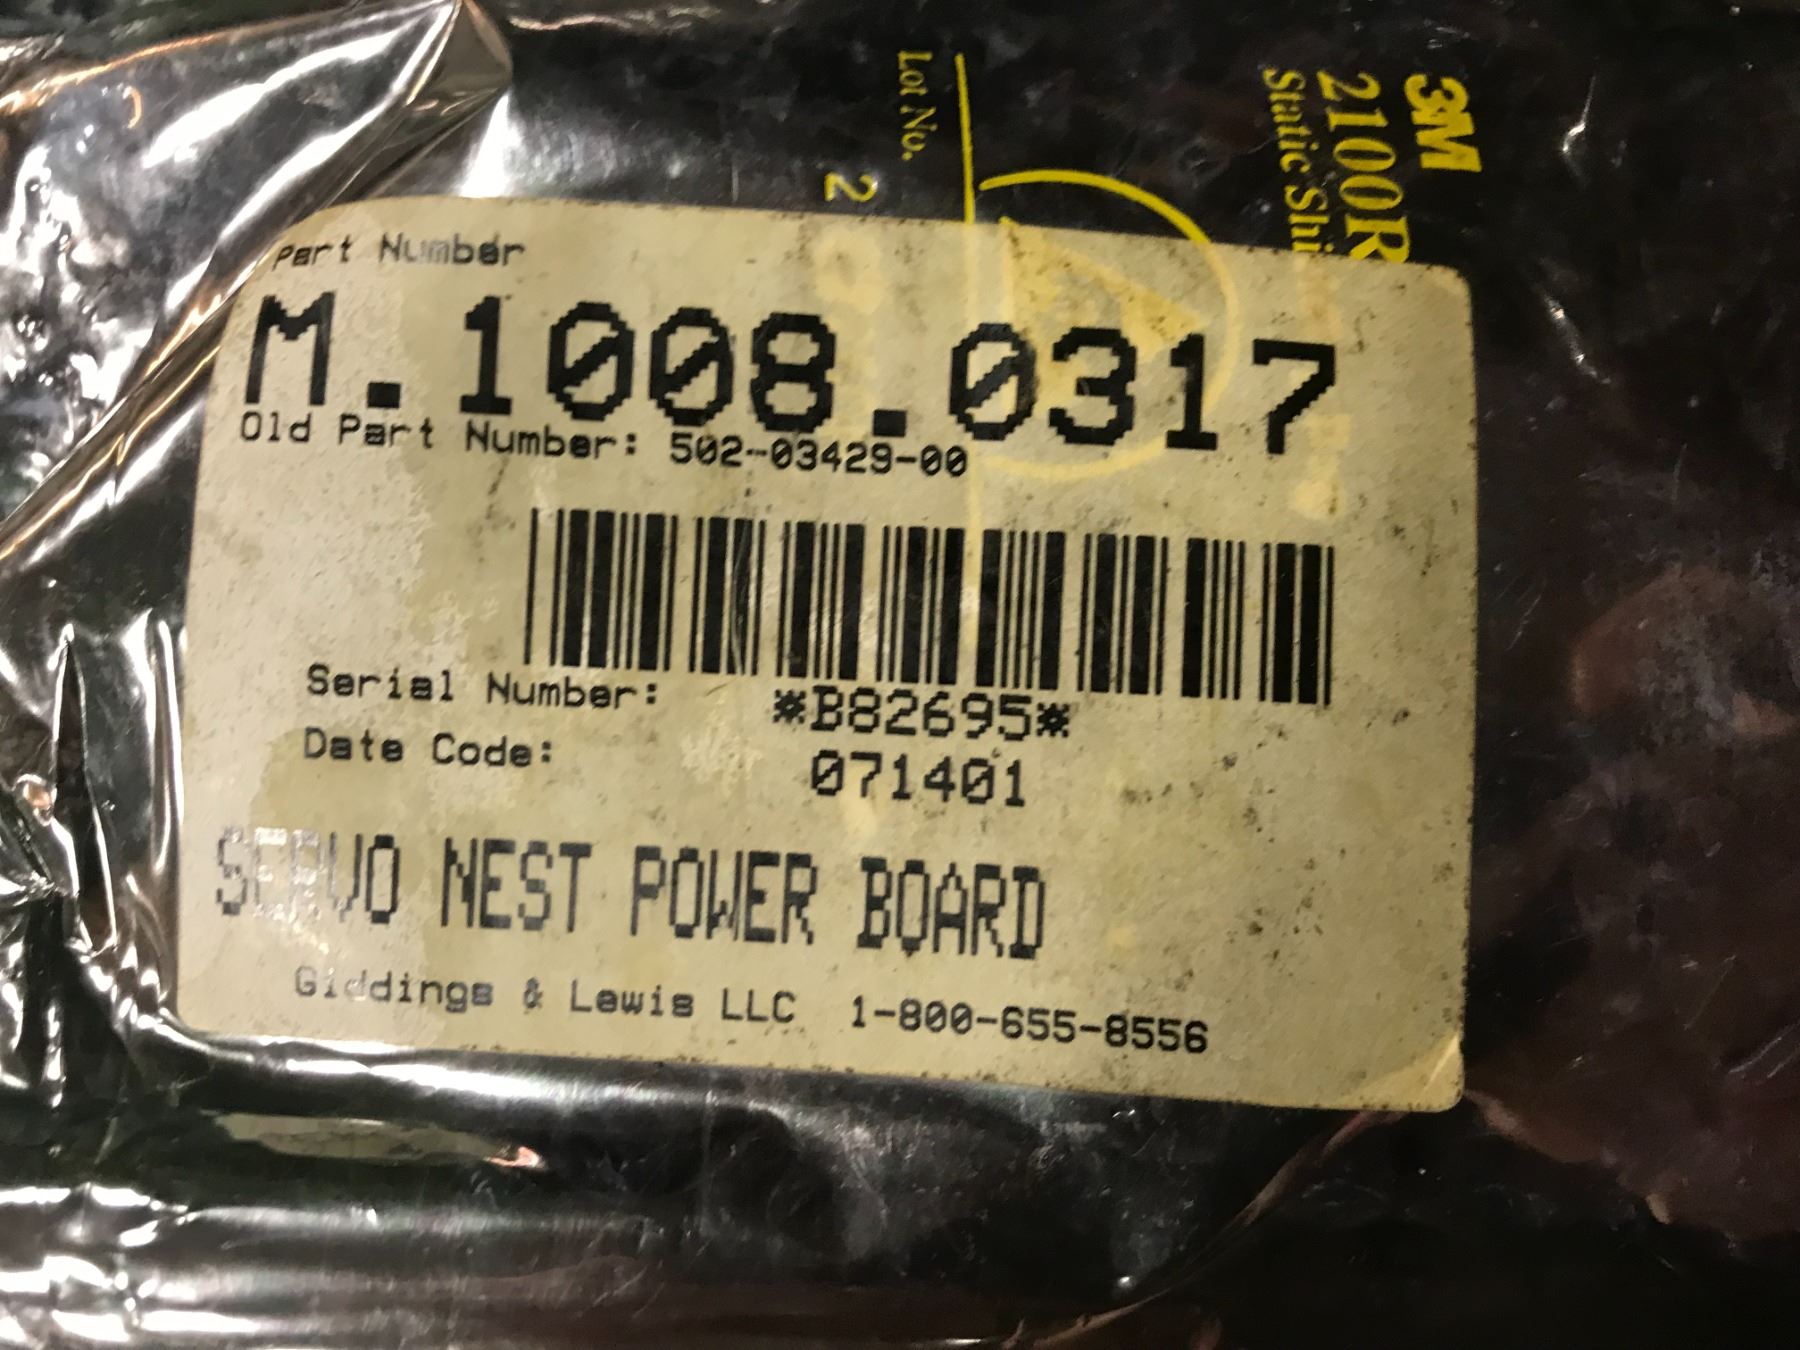 3M
2100R
Static Shi
Lot No.
2
Part Number
M.1008.0317
Old Part Number: 502-03429-00
Serial Number: *B82695*
Date Code: 071401
SERVO NEST POWER BOARD
Giddings & Lewis LLC 1-800-655-8556